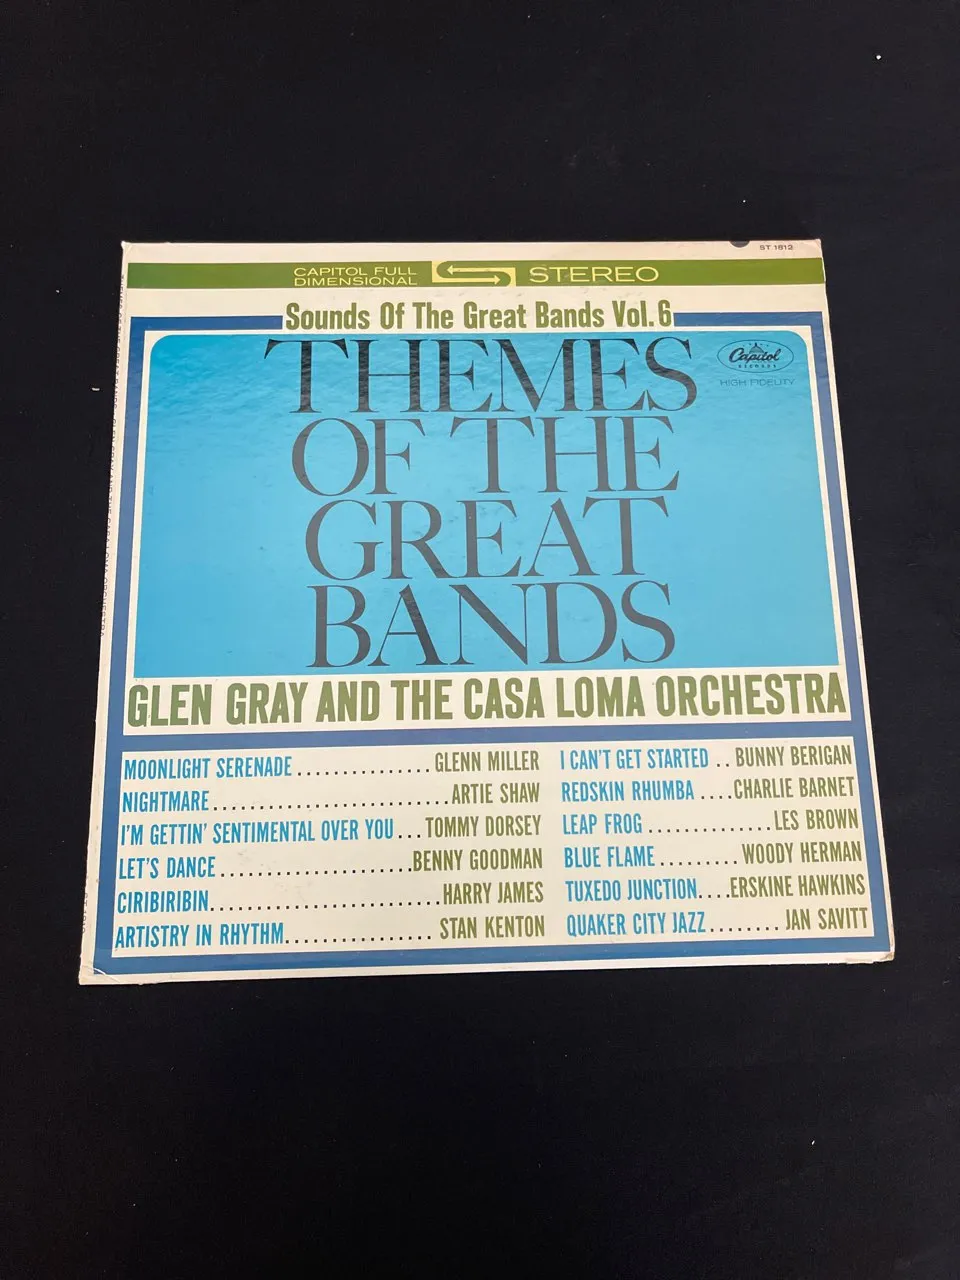 ST 1812
CAPITOL FULL
DIMENSIONAL
STEREO
Sounds Of The Great Bands Vol. 6
THEMES
OF THE
GREAT
BANDS
Capitol
RECORDS
HIGH FIDELITY
GLEN GRAY AND THE CASA LOMA ORCHESTRA
MOONLIGHT SERENADE ............... GLENN MILLER
NIGHTMARE .......................... ARTIE SHAW
I'M GETTIN' SENTIMENTAL OVER YOU ... TOMMY DORSEY
LET'S DANCE ..................... BENNY GOODMAN
CIRIBIRIBIN ......................... HARRY JAMES
ARTISTRY IN RHYTHM ................ STAN KENTON
I CAN'T GET STARTED .. BUNNY BERIGAN
REDSKIN RHUMBA .... CHARLIE BARNET
LEAP FROG .............. LES BROWN
BLUE FLAME ......... WOODY HERMAN
TUXEDO JUNCTION .... ERSKINE HAWKINS
QUAKER CITY JAZZ ........ JAN SAVITT